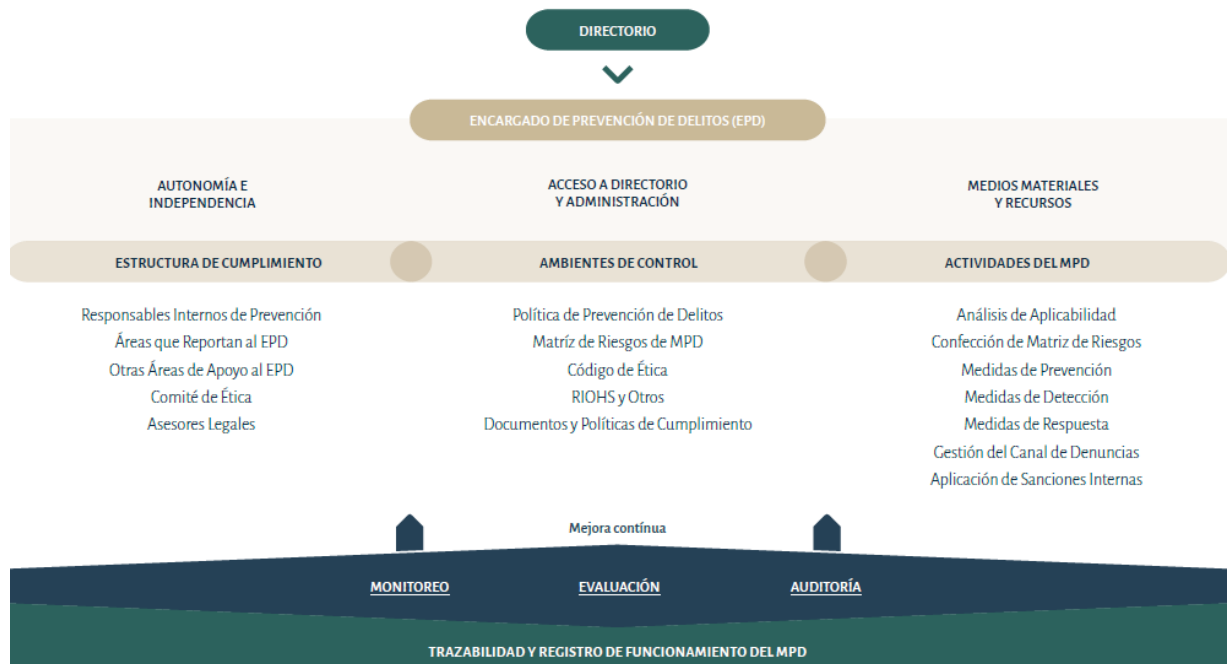 DIRECTORIO
ENCARGADO DE PREVENCIÓN DE DELITOS (EPD)
AUTONOMÍA E
INDEPENDENCIA
ACCESO A DIRECTORIO
Y ADMINISTRACIÓN
MEDIOS MATERIALES
Y RECURSOS
ESTRUCTURA DE CUMPLIMIENTO
Responsables Internos de Prevención
Áreas que Reportan al EPD
Otras Áreas de Apoyo al EPD
Comité de Ética
Asesores Legales
AMBIENTES DE CONTROL
Política de Prevención de Delitos
Matríz de Riesgos de MPD
Código de Ética
RIOHS y Otros
Documentos y Políticas de Cumplimiento
ACTIVIDADES DEL MPD
Análisis de Aplicabilidad
Confección de Matriz de Riesgos
Medidas de Prevención
Medidas de Detección
Medidas de Respuesta
Gestión del Canal de Denuncias
Aplicación de Sanciones Internas
Mejora contínua
MONITOREO
EVALUACIÓN
AUDITORÍA
TRAZABILIDAD Y REGISTRO DE FUNCIONAMIENTO DEL MPD